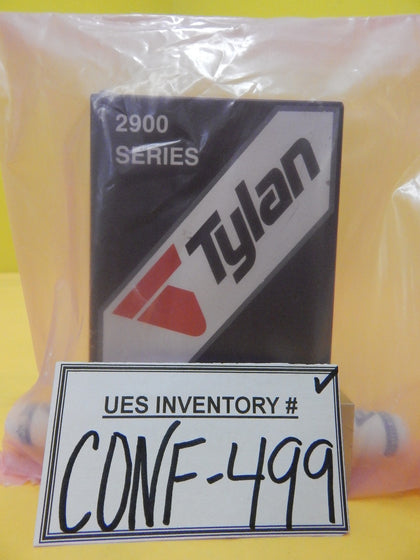 2900
SERIES
Tylan
UES INVENTORY #
CONF-499